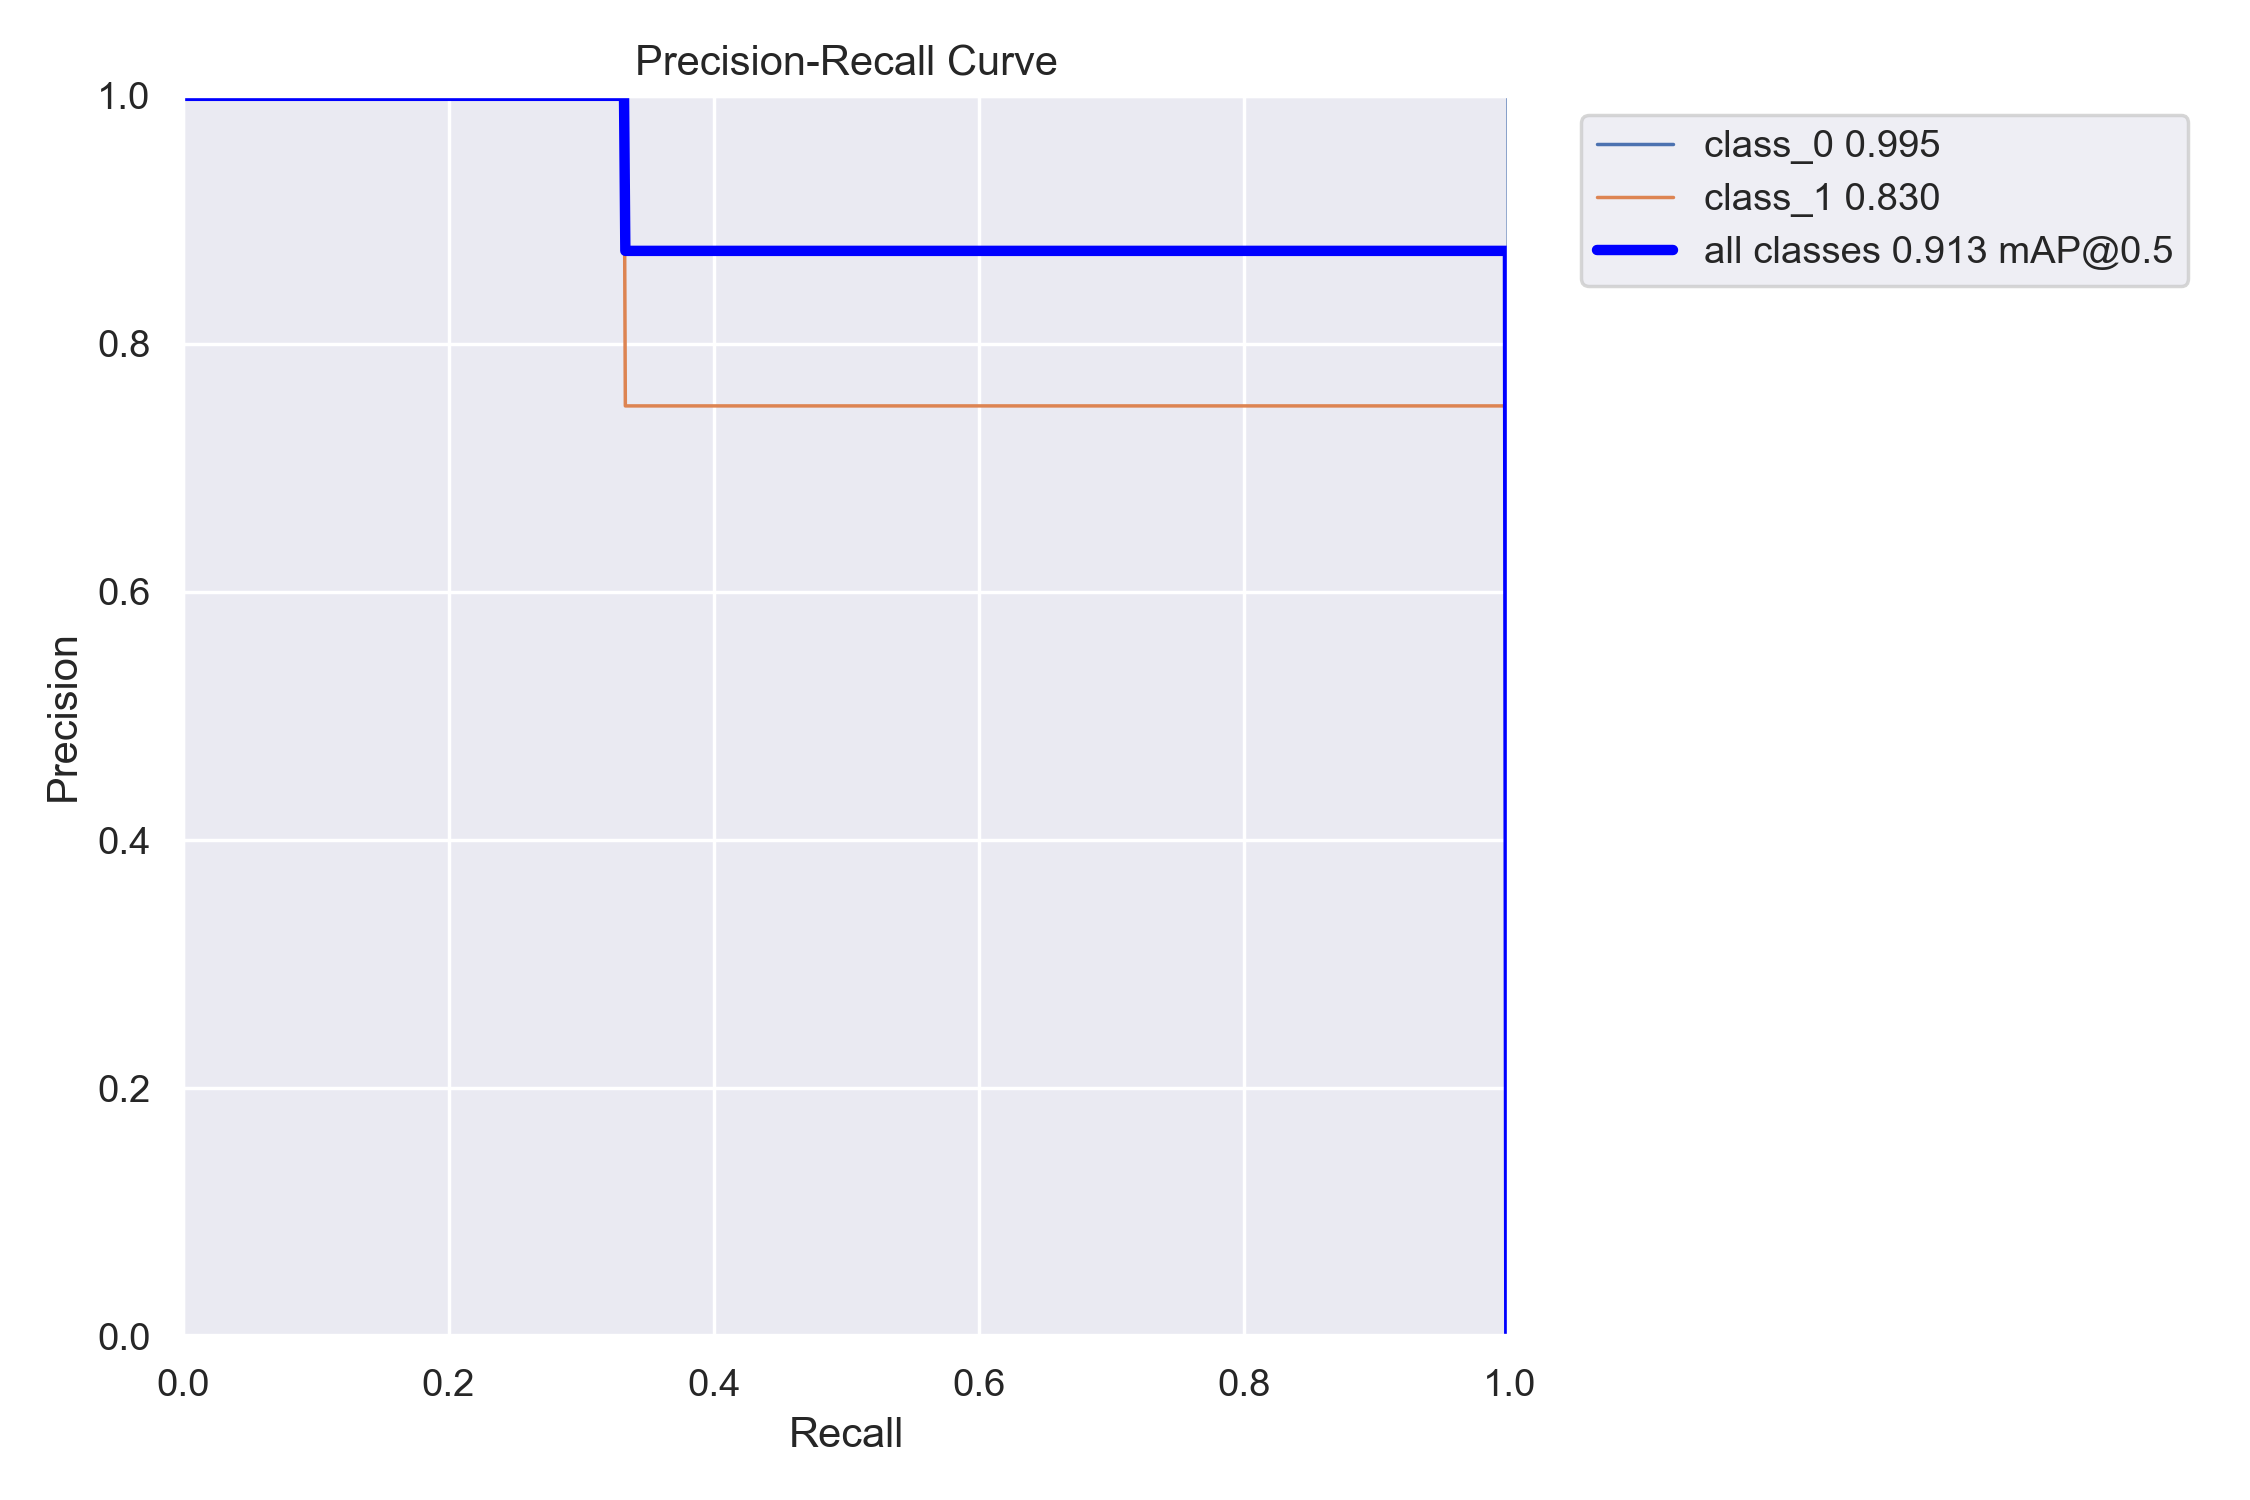 Precision-Recall Curve
1.0
0.8
0.6
0.4
0.2
0.0
Precision
0.0 0.2 0.4 0.6 0.8 1.0
Recall
class_0 0.995
class_1 0.830
all classes 0.913 mAP@0.5